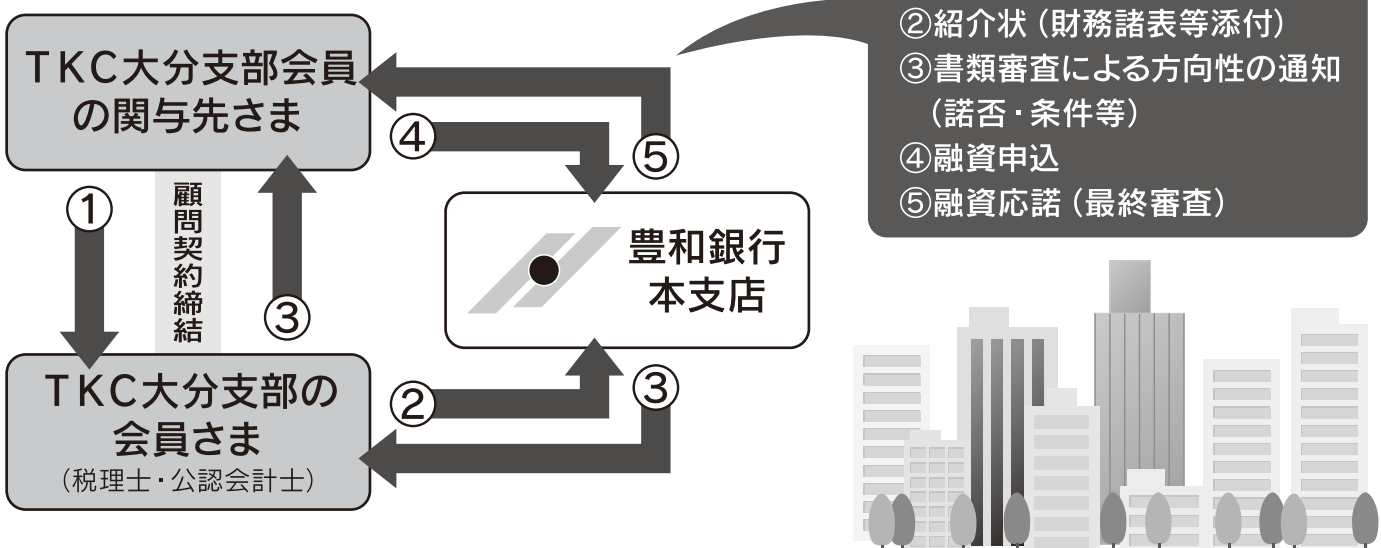 TKC大分支部会員
の関与先さま
②紹介状（財務諸表等添付）
③書類審査による方向性の通知
（諾否・条件等）
④融資申込
⑤融資応諾（最終審査）
④
⑤
①
顧問契約締結
③
豊和銀行
本支店
TKC大分支部の
会員さま
（税理士・公認会計士）
②
③